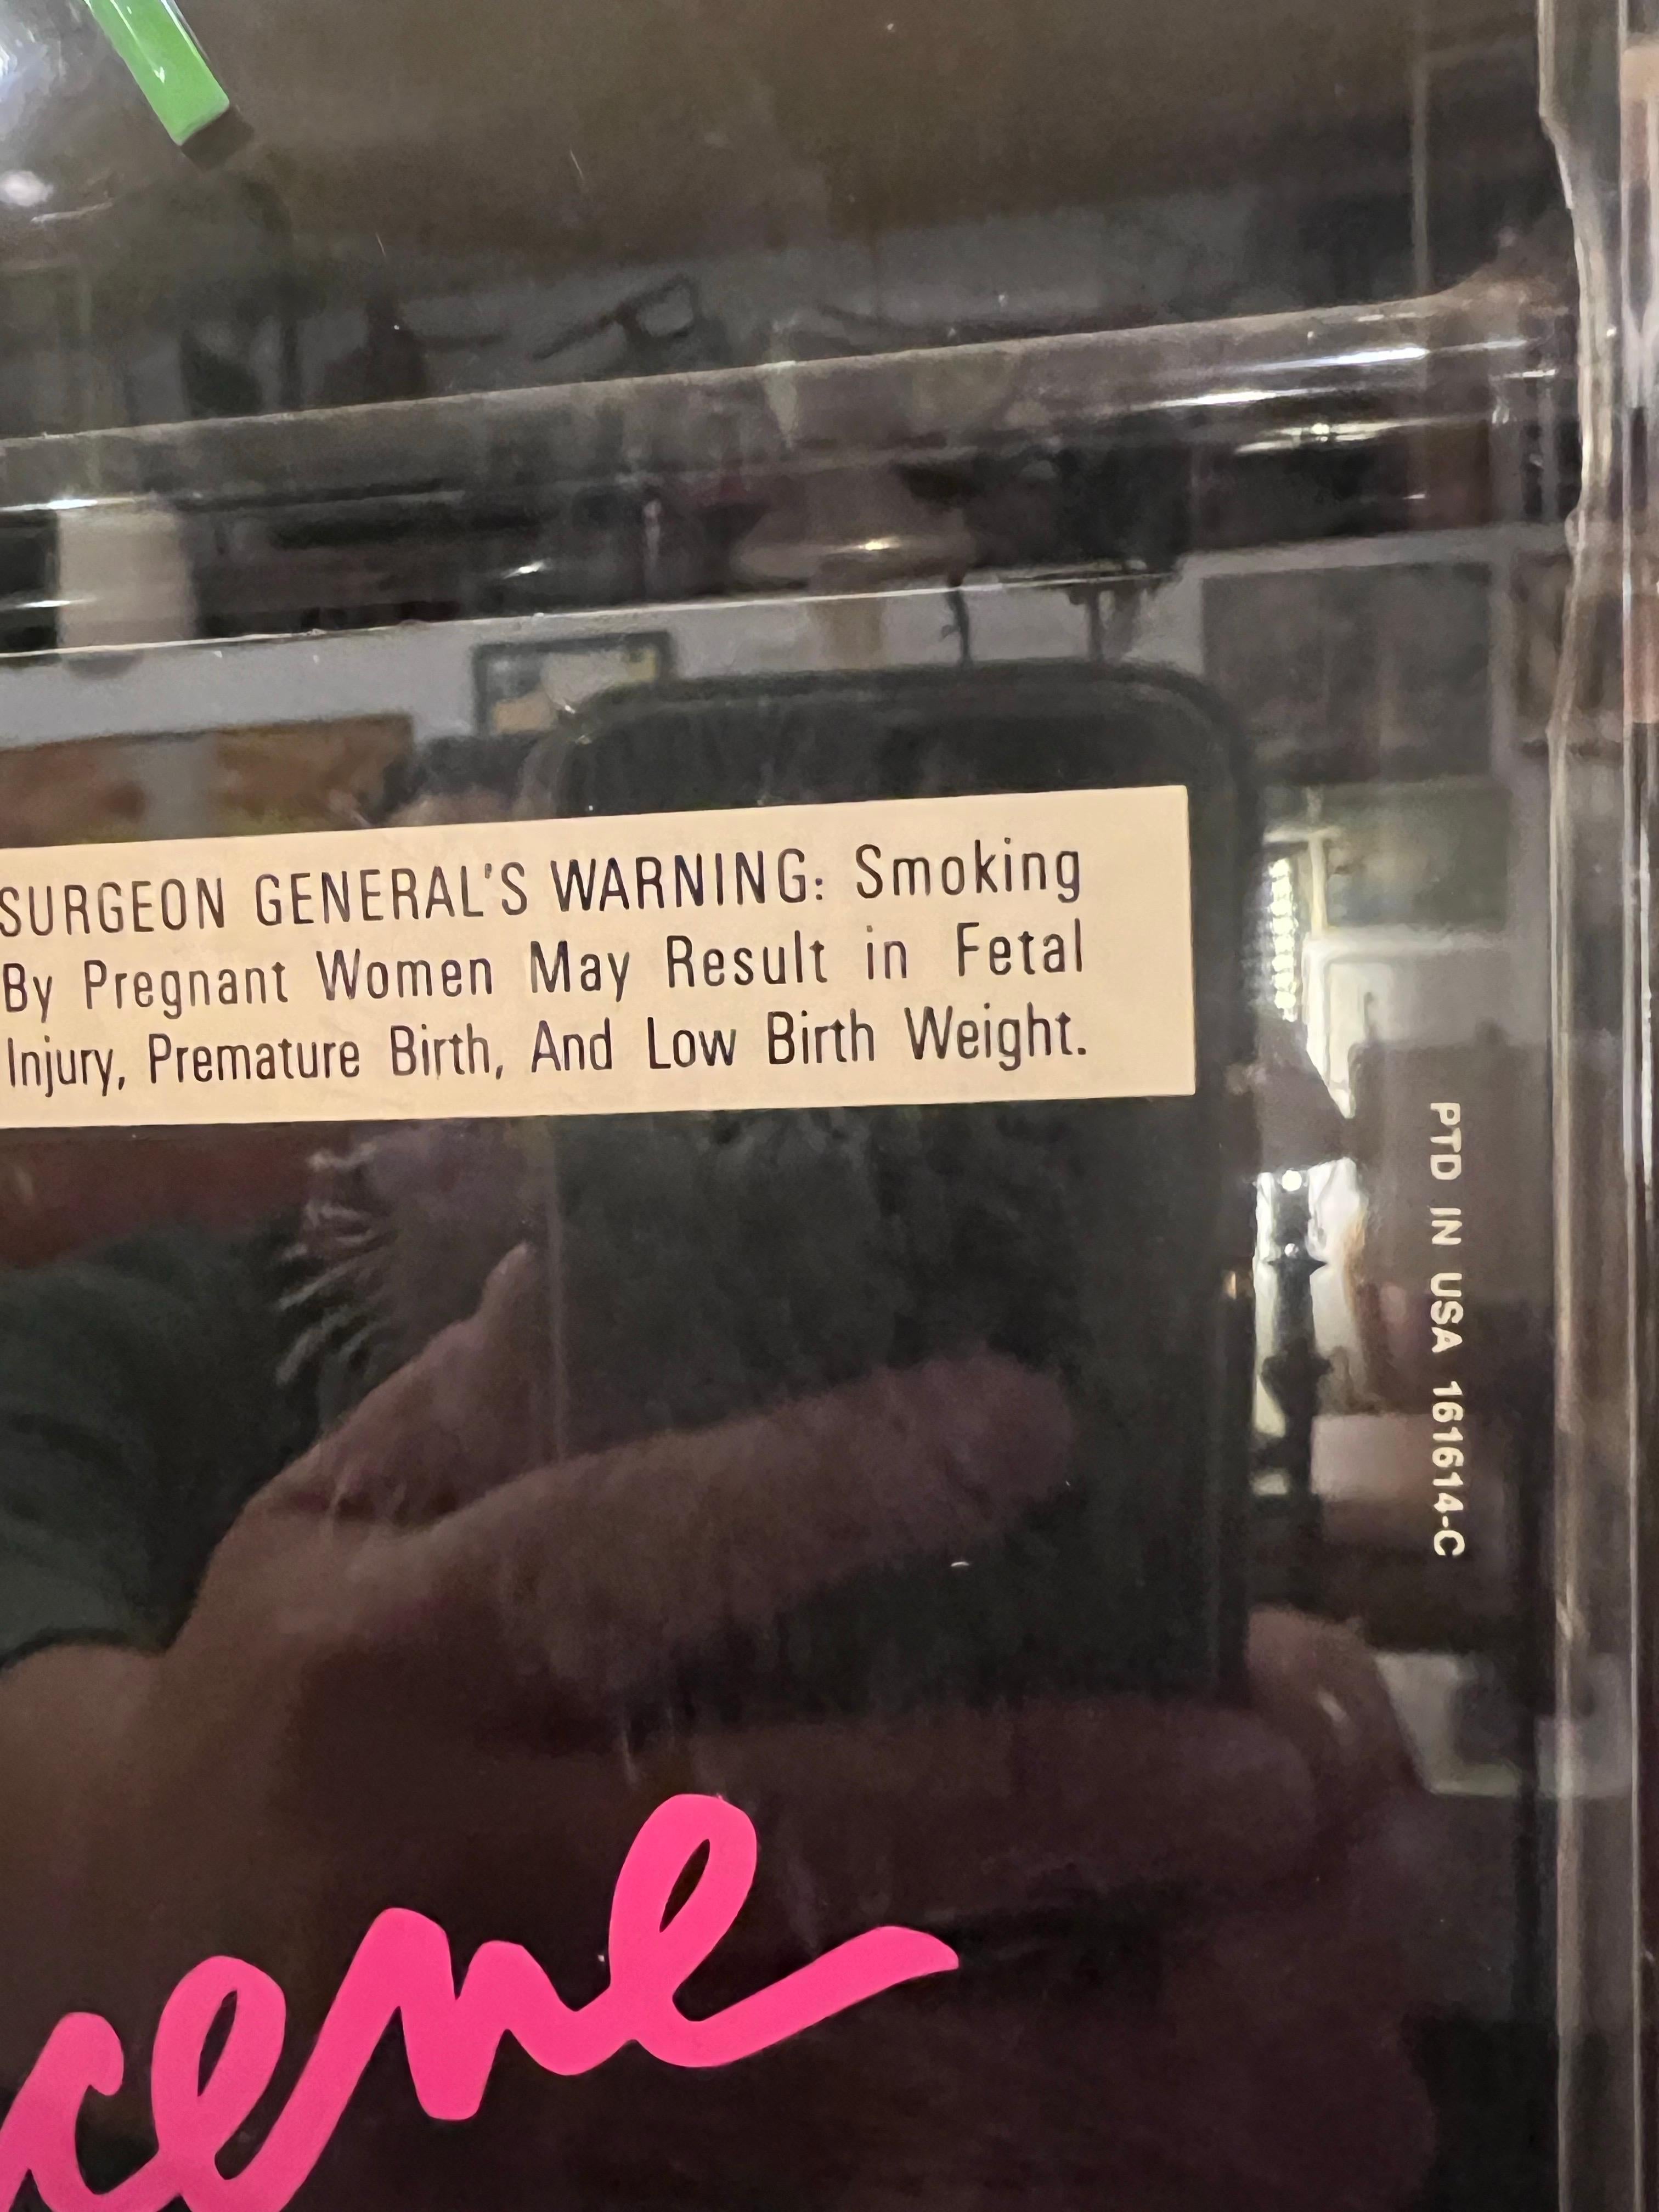 SURGEON GENERAL'S WARNING: Smoking
By Pregnant Women May Result in Fetal
Injury, Premature Birth, And Low Birth Weight.
PTD IN USA 161614-C
cene